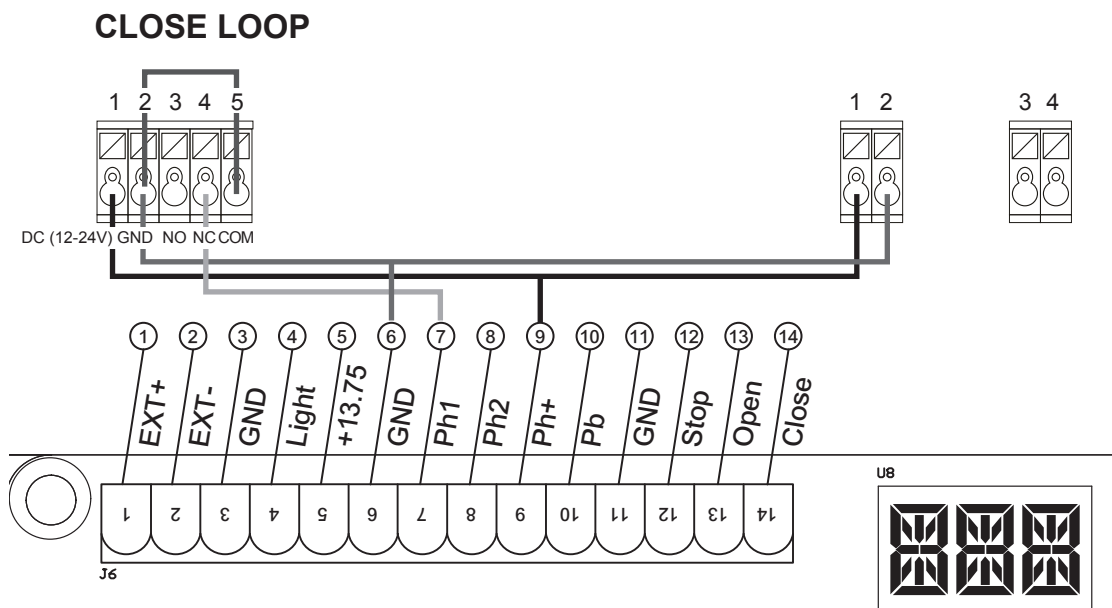 CLOSE LOOP
1 2 3 4 5
1 2
3 4
DC (12-24V) GND NO NC COM
1 2 3 4 5 6 7 8 9 10 11 12 13 14
EXT+
EXT-
GND
Light
+13.75
GND
Ph1
Ph2
Ph+
Pb
GND
Stop
Open
Close
U8
1 2 3 4 5 6 7 8 9 10 11 12 13 14
J6